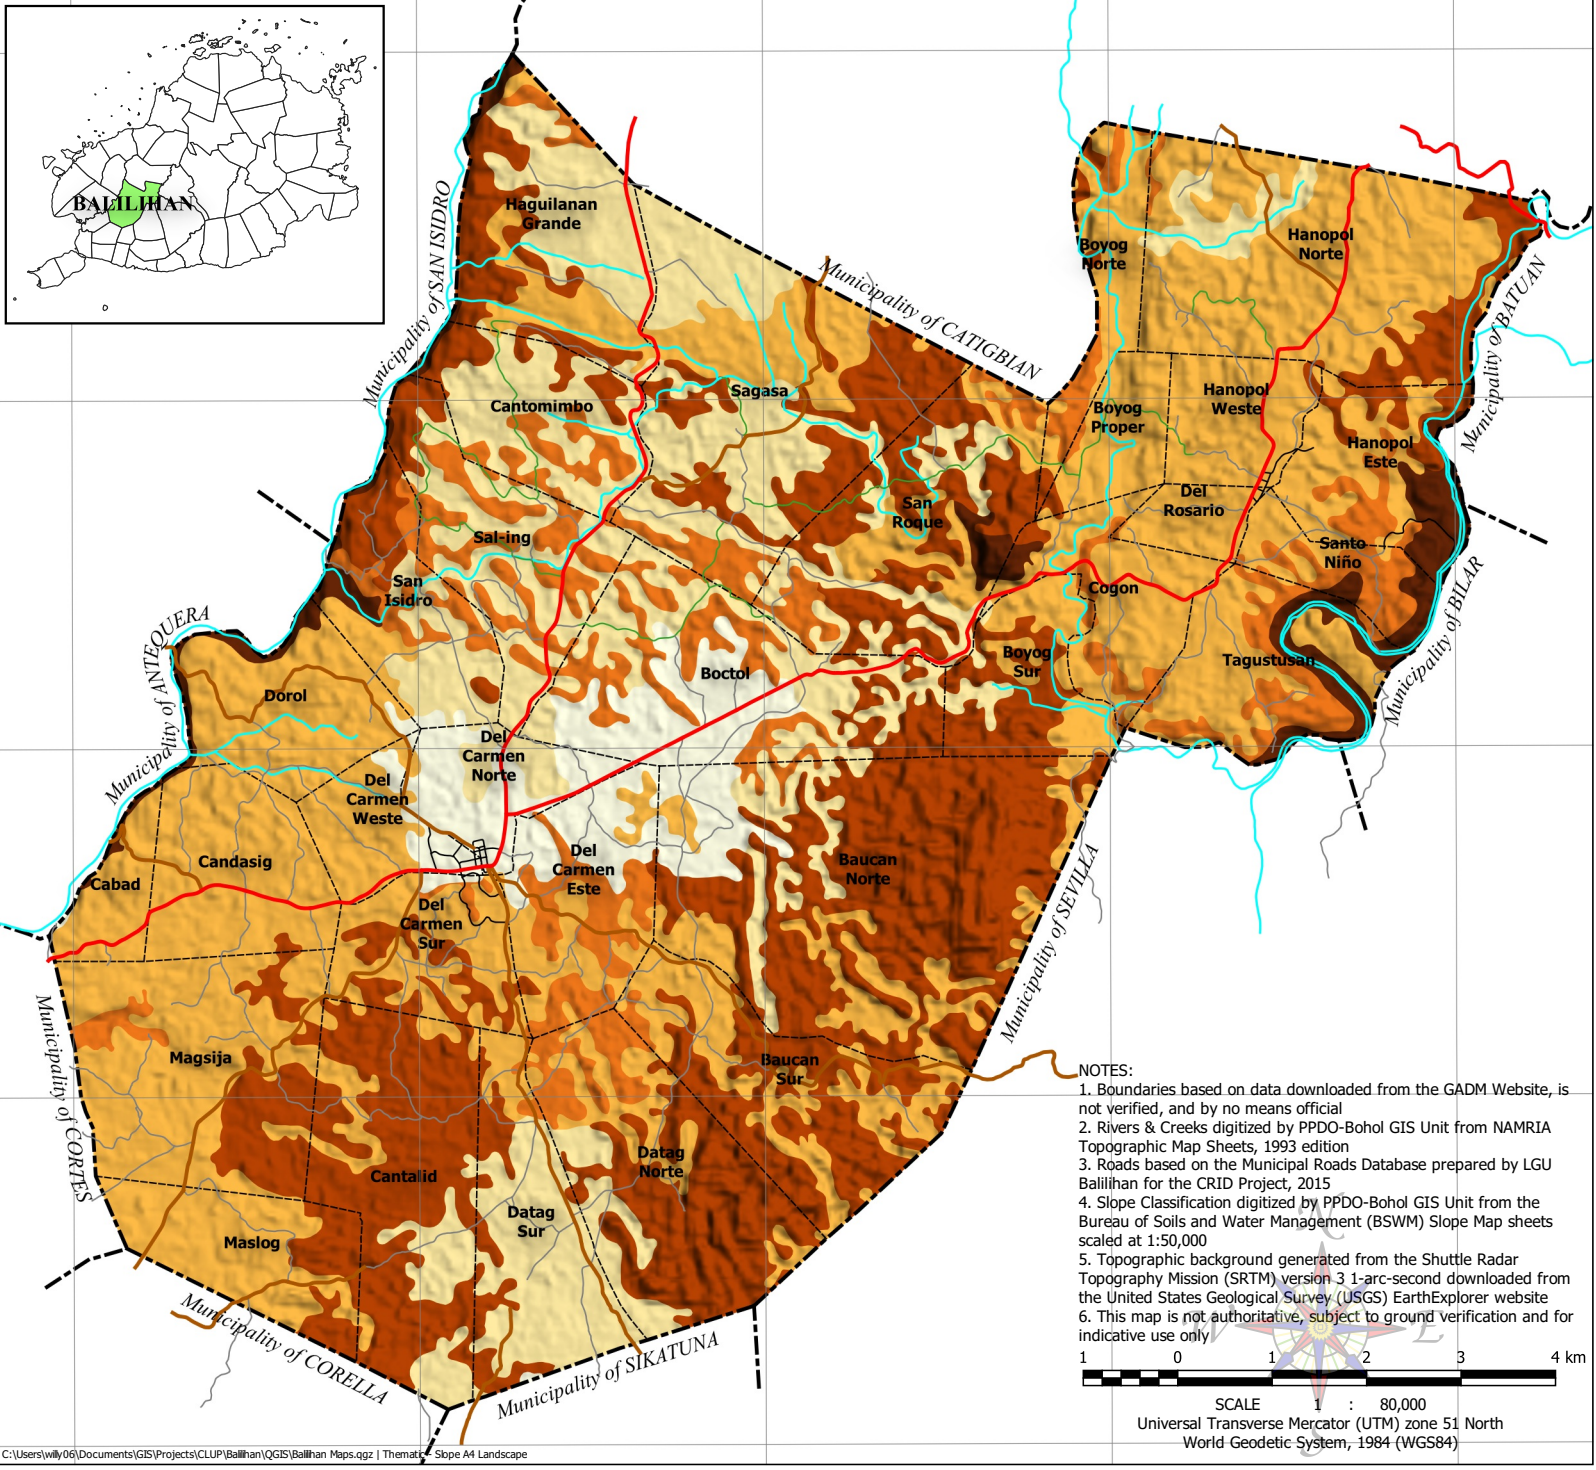 BALILIHAN
Municipality of SAN ISIDRO
Municipality of CATIGBIAN
Municipality of BATUAN
Municipality of BATUAN
Municipality of BILAR
Municipality of BILAR
Municipality of ANTEQUERA
Municipality of ANTEQUERA
Municipality of SEVILLA
Municipality of SEVILLA
Municipality of CORTES
Municipality of CORELLA
Municipality of SIKATUNA
Haguilanan
Grande
Boyog
Norte
Hanopol
Norte
Cantomimbo
Sagasa
Boyog
Proper
Hanopol
Weste
Hanopol
Este
San
Roque
Del
Rosario
Sal-ing
Santo
Niño
San
Isidro
Cogon
Boyog
Sur
Tagustusan
Boctol
Dorol
Del
Carmen
Norte
Del
Carmen
Weste
Candasig
Cabad
Del
Carmen
Este
Baucan
Norte
Del
Carmen
Sur
Magsija
Baucan
Sur
Cantalid
Datag
Norte
Datag
Sur
Maslog
NOTES:
1. Boundaries based on data downloaded from the GADM Website, is
not verified, and by no means official
2. Rivers & Creeks digitized by PPDO-Bohol GIS Unit from NAMRIA
Topographic Map Sheets, 1993 edition
3. Roads based on the Municipal Roads Database prepared by LGU
Balilihan for the CRID Project, 2015
4. Slope Classification digitized by PPDO-Bohol GIS Unit from the
Bureau of Soils and Water Management (BSWM) Slope Map sheets
scaled at 1:50,000
5. Topographic background generated from the Shuttle Radar
Topography Mission (SRTM) version 3 1-arc-second downloaded from
the United States Geological Survey (USGS) EarthExplorer website
6. This map is not authoritative, subject to ground verification and for
indicative use only
N
W E
S
1 0 1 2 3 4 km
SCALE 1 : 80,000
Universal Transverse Mercator (UTM) zone 51 North
World Geodetic System, 1984 (WGS84)
C:\Users\willy06\Documents\GIS\Projects\CLUP\Balilihan\QGIS\Balilihan Maps.qgz | Thematic - Slope A4 Landscape